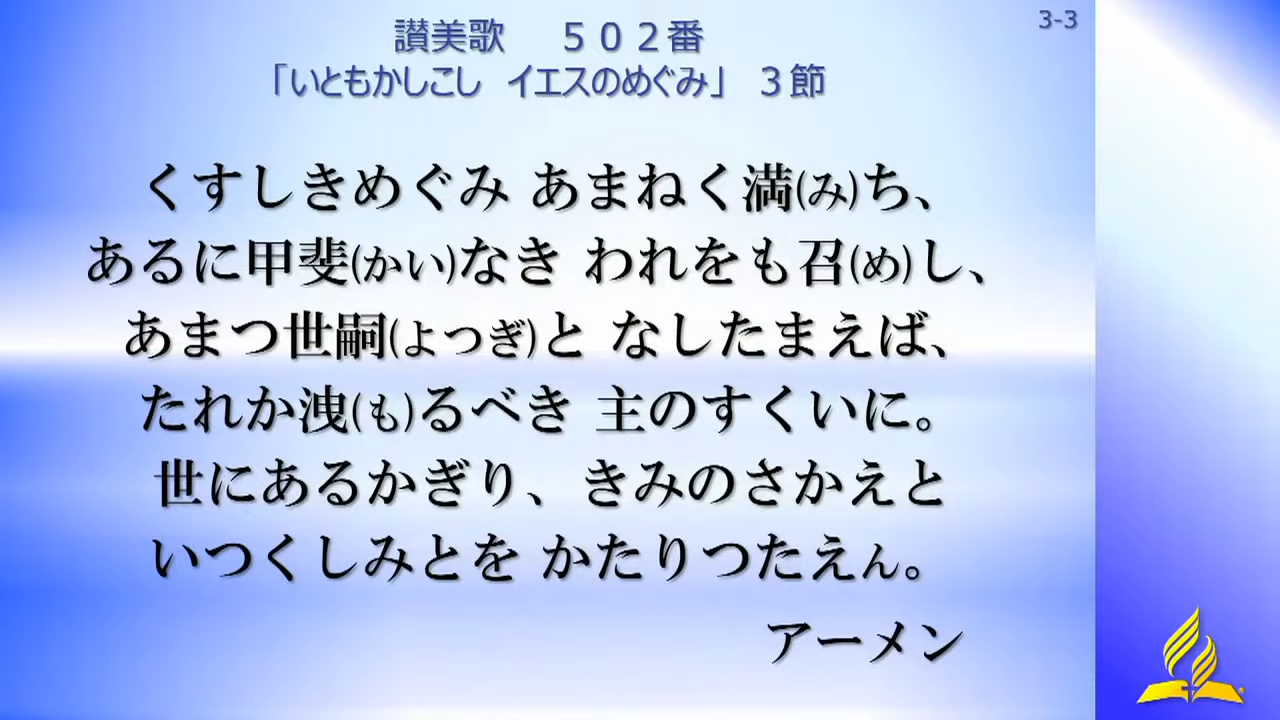 3-3
讃美歌　５０２番
「いともかしこし　イエスのめぐみ」　３節
くすしきめぐみ あまねく満(み)ち、
あるに甲斐(かい)なき われをも召(め)し、
あまつ世嗣(よつぎ)と なしたまえば、
たれか洩(も)るべき 主のすくいに。
世にあるかぎり、きみのさかえと
いつくしみとを かたりつたえん。
アーメン